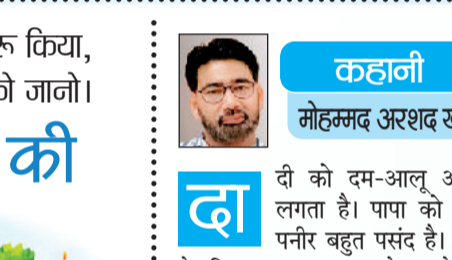 किया,
जानो।
की
कहानी
मोहम्मद अरशद
दादी को दम-आलू
लगता है। पापा को
पनीर बहुत पसंद है।